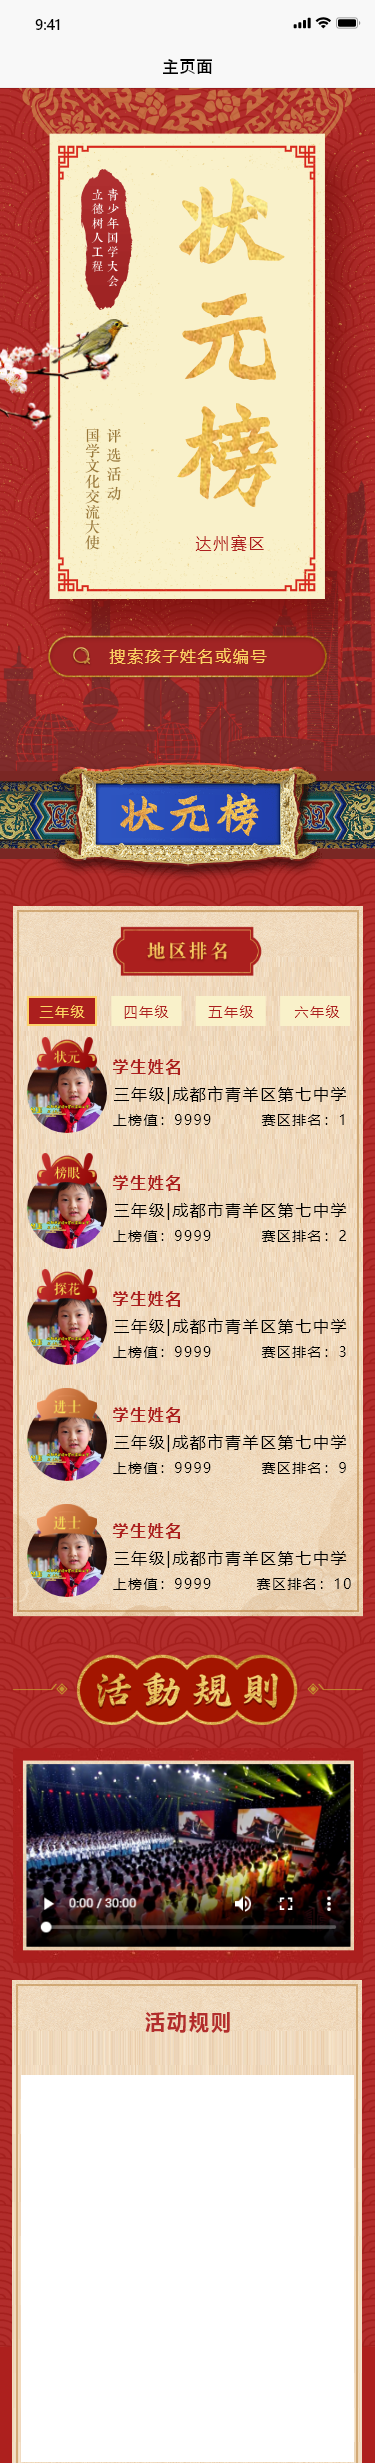 9:41
主页面
青少年国学大会
立德树人工程
状元榜
评选活动
国学文化交流大使
达州赛区
搜索孩子姓名或编号
状元榜
地区排名
三年级 四年级 五年级 六年级
状元
学生姓名
三年级|成都市青羊区第七中学
上榜值：9999 赛区排名：1
榜眼
学生姓名
三年级|成都市青羊区第七中学
上榜值：9999 赛区排名：2
探花
学生姓名
三年级|成都市青羊区第七中学
上榜值：9999 赛区排名：3
进士
学生姓名
三年级|成都市青羊区第七中学
上榜值：9999 赛区排名：9
进士
学生姓名
三年级|成都市青羊区第七中学
上榜值：9999 赛区排名：10
活動規則
0:00 / 30:00
活动规则